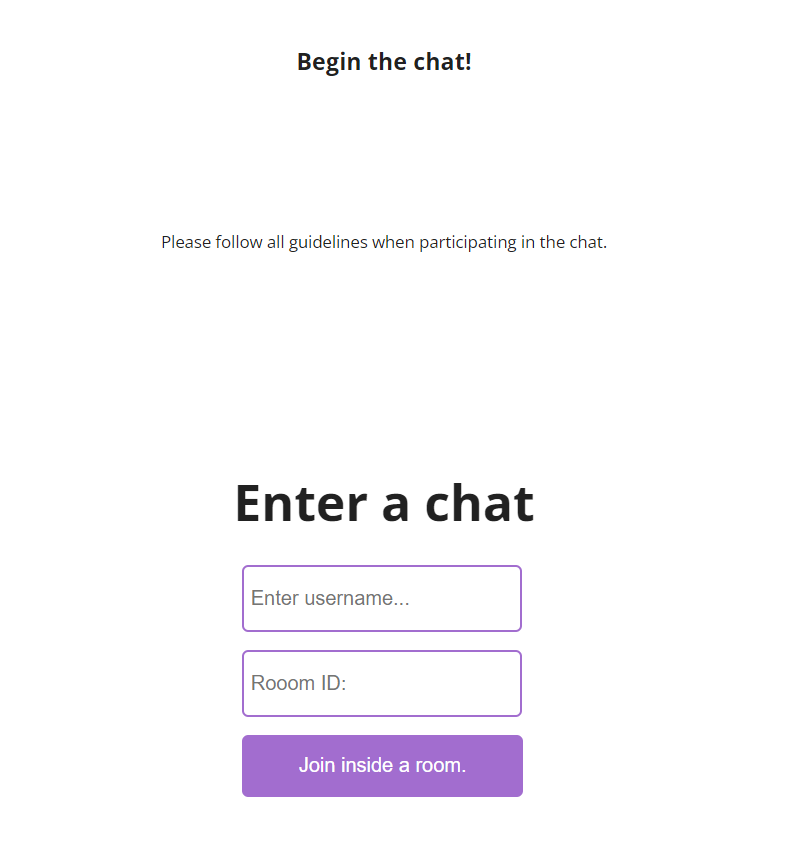 Begin the chat!
Please follow all guidelines when participating in the chat.
Enter a chat
Enter username...
Rooom ID:
Join inside a room.